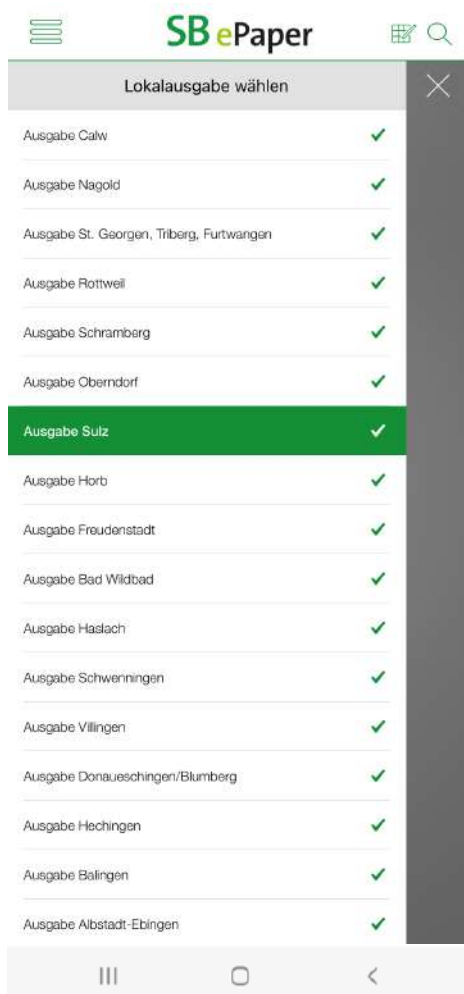 SB ePaper
Lokalausgabe wählen
Ausgabe Calw
Ausgabe Nagold
Ausgabe St. Georgen, Triberg, Furtwangen
Ausgabe Rottweil
Ausgabe Schramberg
Ausgabe Oberndorf
Ausgabe Sulz
Ausgabe Horb
Ausgabe Freudenstadt
Ausgabe Bad Wildbad
Ausgabe Haslach
Ausgabe Schwenningen
Ausgabe Villingen
Ausgabe Donaueschingen/Blumberg
Ausgabe Hechingen
Ausgabe Balingen
Ausgabe Albstadt-Ebingen